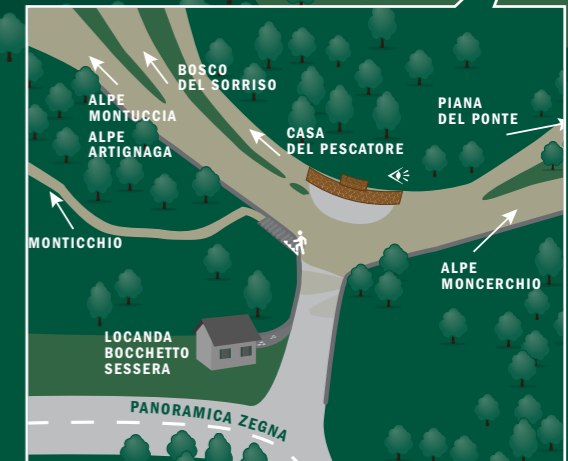 BOSCO
DEL SORRISO
ALPE
MONTUCCIA
ALPE
ARTIGNAGA
CASA
DEL PESCATORE
PIANA
DEL PONTE
MONTICCHIO
ALPE
MONCERCHIO
LOCANDA
BOCCHETTO
SESSERA
PANORAMICA ZEGNA